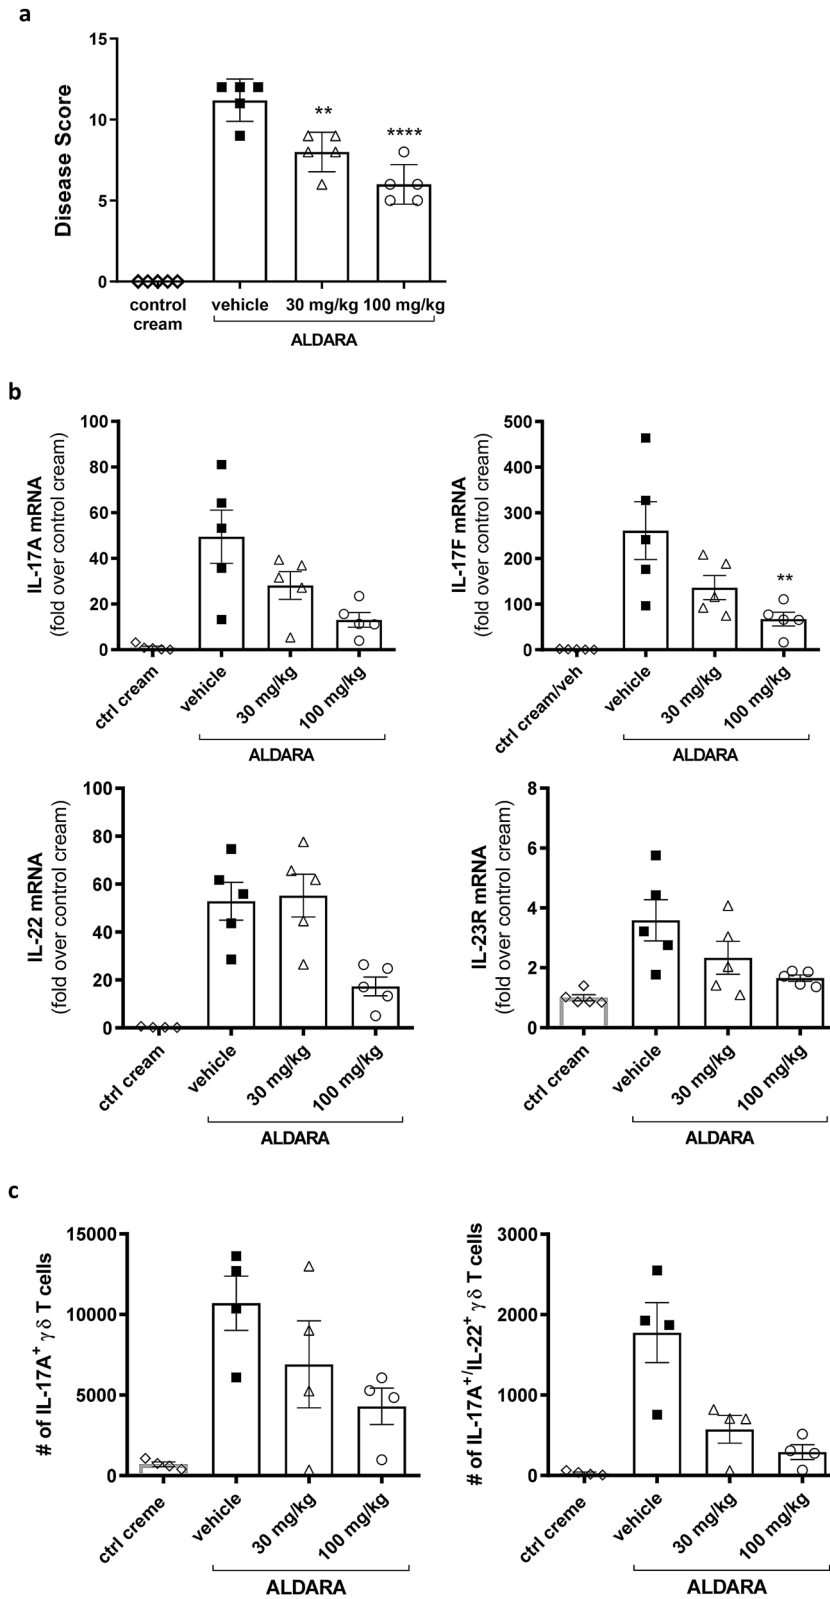 a
Disease Score
15
10
5
0
**
****
control
cream
vehicle
30 mg/kg
100 mg/kg
ALDARA
b
IL-17A mRNA
(fold over control cream)
100
80
60
40
20
0
ctrl cream
vehicle
30 mg/kg
100 mg/kg
ALDARA
IL-17F mRNA
(fold over control cream)
500
400
300
200
100
0
**
ctrl cream/veh
vehicle
30 mg/kg
100 mg/kg
ALDARA
IL-22 mRNA
(fold over control cream)
100
80
60
40
20
0
ctrl cream
vehicle
30 mg/kg
100 mg/kg
ALDARA
IL-23R mRNA
(fold over control cream)
8
6
4
2
0
ctrl cream
vehicle
30 mg/kg
100 mg/kg
ALDARA
c
# of IL-17A⁺ γδ T cells
15000
10000
5000
0
ctrl creme
vehicle
30 mg/kg
100 mg/kg
ALDARA
# of IL-17A⁺ᐟIL-22⁺ γδ T cells
3000
2000
1000
0
ctrl creme
vehicle
30 mg/kg
100 mg/kg
ALDARA